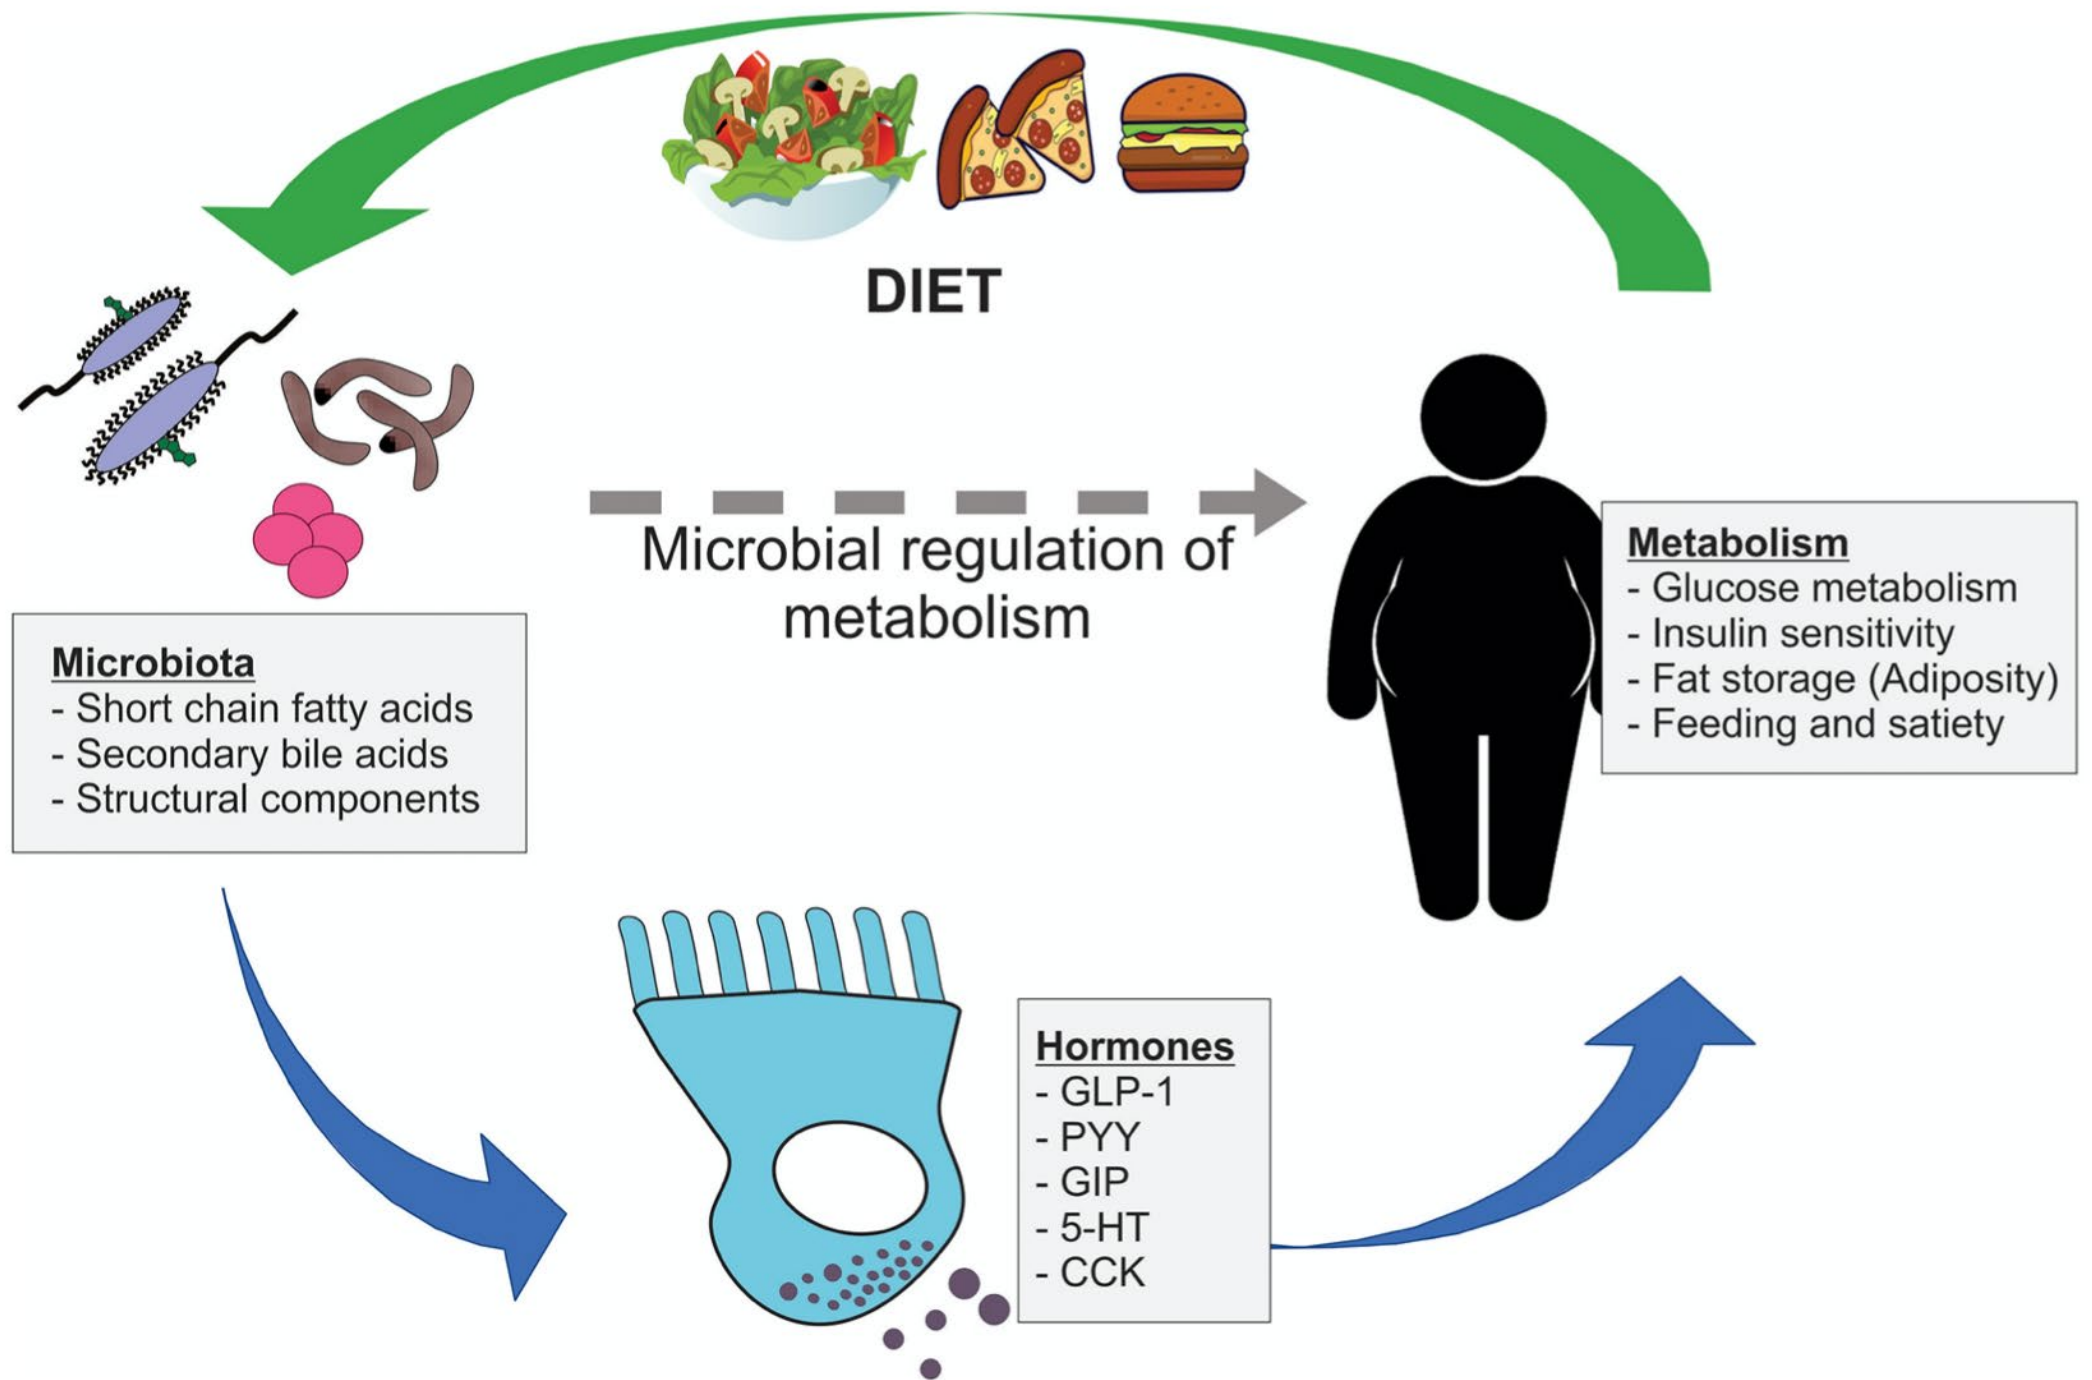 DIET
Microbial regulation of
metabolism
Metabolism
- Glucose metabolism
- Insulin sensitivity
- Fat storage (Adiposity)
- Feeding and satiety
Microbiota
- Short chain fatty acids
- Secondary bile acids
- Structural components
Hormones
- GLP-1
- PYY
- GIP
- 5-HT
- CCK